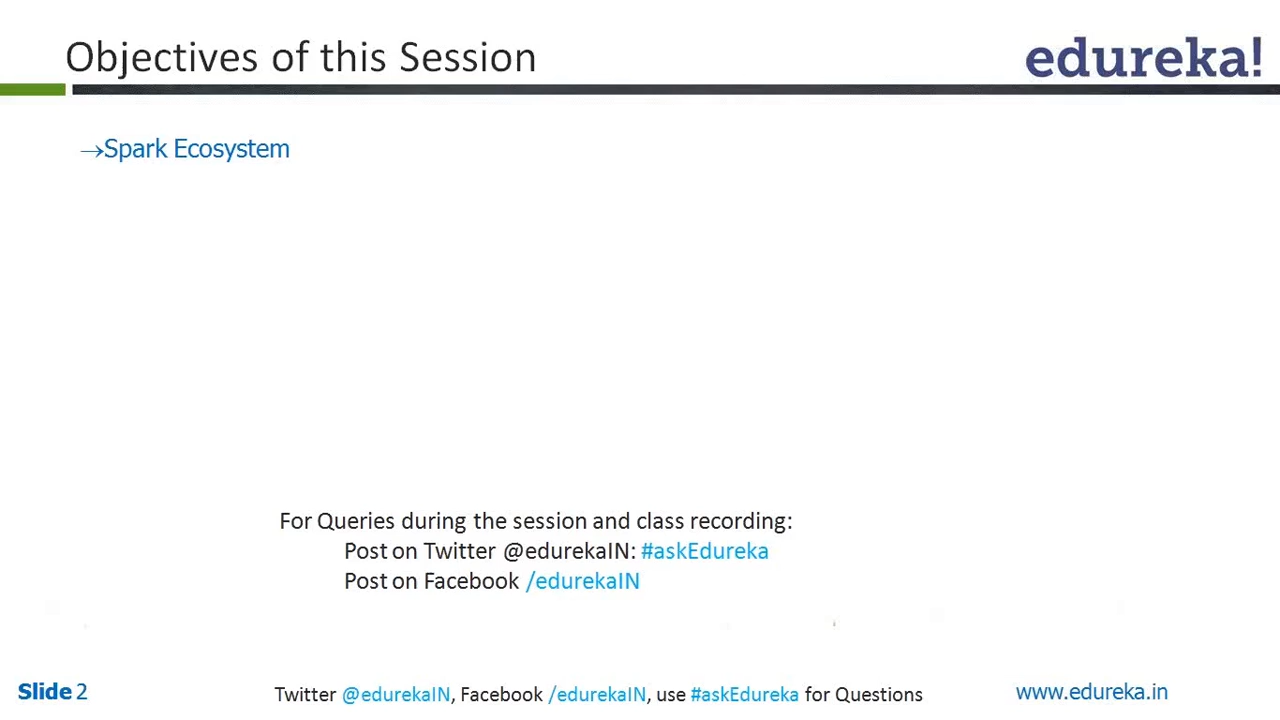 Objectives of this Session
edureka!
→Spark Ecosystem
For Queries during the session and class recording:
Post on Twitter @edurekaIN: #askEdureka
Post on Facebook /edurekaIN
Slide 2
Twitter @edurekaIN, Facebook /edurekaIN, use #askEdureka for Questions
www.edureka.in